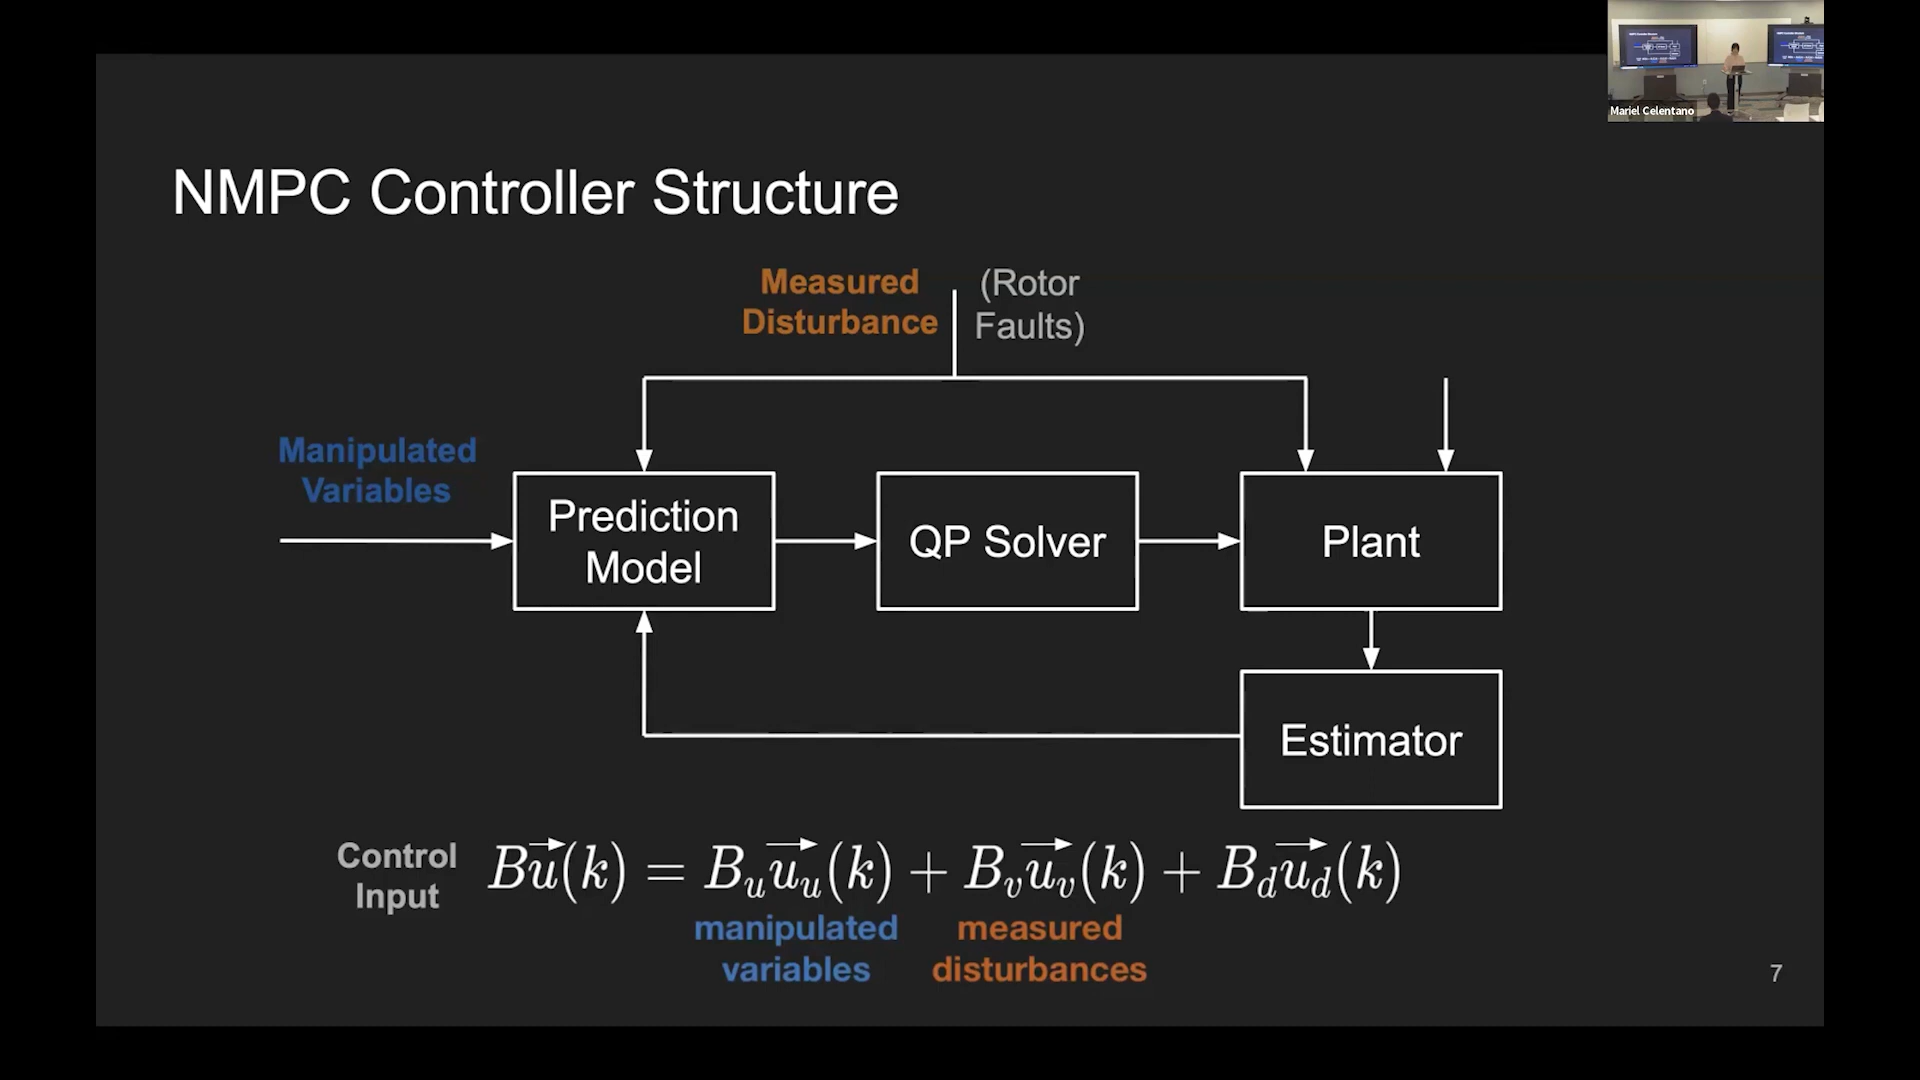 Mariel Celentano
NMPC Controller Structure
Measured
Disturbance
(Rotor
Faults)
Manipulated
Variables
Prediction
Model
QP Solver
Plant
Estimator
Control
Input
$B\vec{u}(k) = B_u\vec{u_u}(k) + B_v\vec{u_v}(k) + B_d\vec{u_d}(k)$
manipulated
variables
measured
disturbances
7